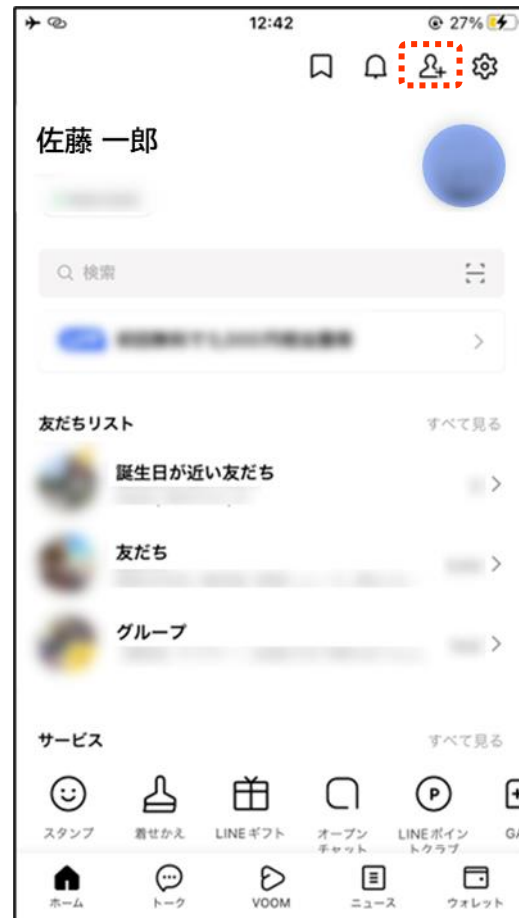 12:42
27%
佐藤 一郎
検索
友だちリスト
すべて見る
誕生日が近い友だち
友だち
グループ
サービス
すべて見る
スタンプ
着せかえ
LINEギフト
オープン
チャット
LINEポイン
トクラブ
P
GA
ホーム
トーク
VOOM
ニュース
ウォレット